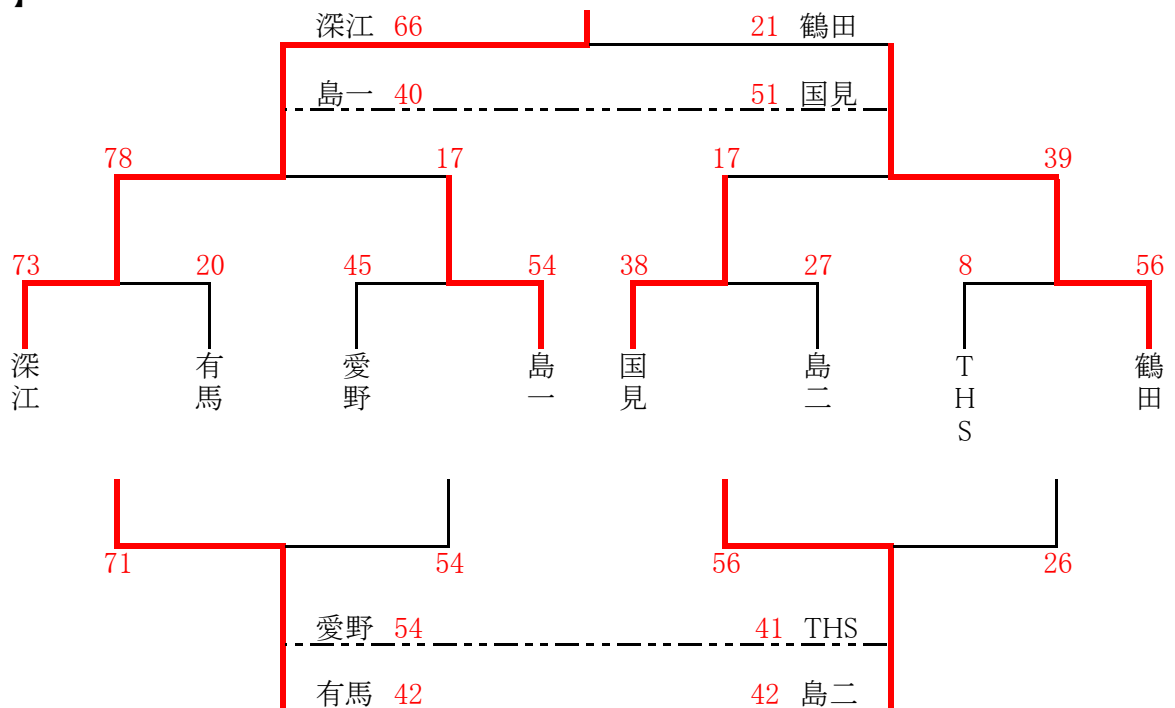 】
深江 66 21 鶴田
島一 40 51 国見
78 17 17 39
73 20 45 54 38 27 8 56
深江 有馬 愛野 島一 国見 島二 THS 鶴田
71 54 56 26
愛野 54 41 THS
有馬 42 42 島二